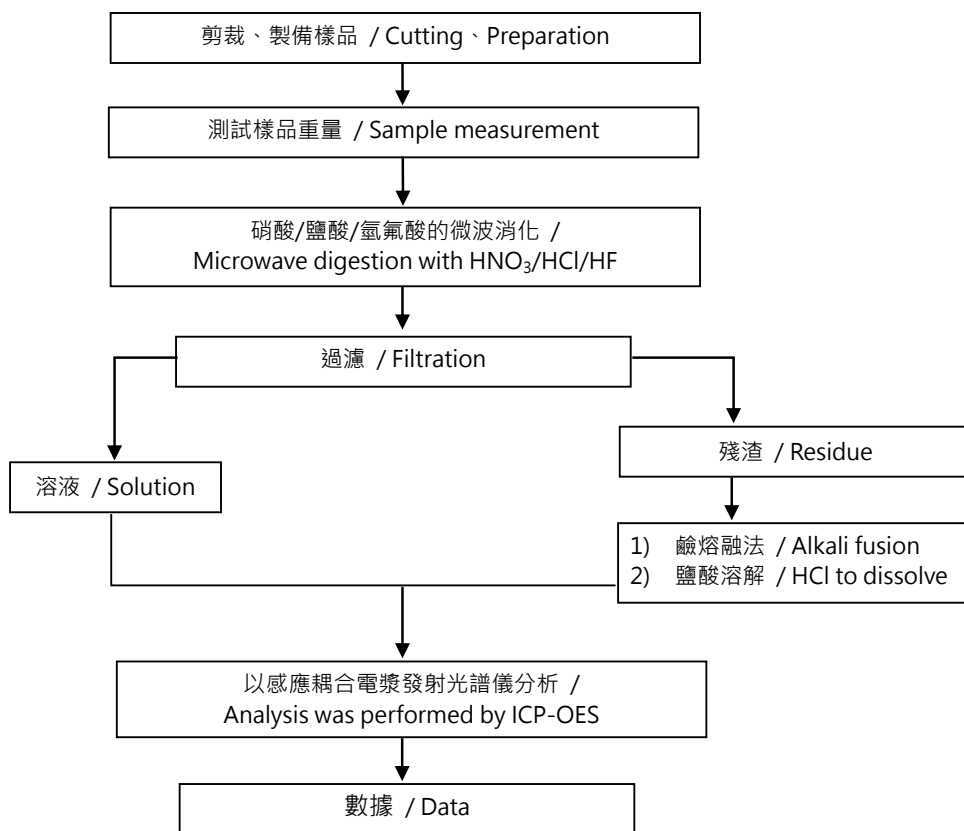 剪裁、製備樣品 / Cutting、Preparation
測試樣品重量 / Sample measurement
硝酸/鹽酸/氫氟酸的微波消化 /
Microwave digestion with HNO₃/HCl/HF
過濾 / Filtration
溶液 / Solution
殘渣 / Residue
1) 鹼熔融法 / Alkali fusion
2) 鹽酸溶解 / HCl to dissolve
以感應耦合電漿發射光譜儀分析 /
Analysis was performed by ICP-OES
數據 / Data